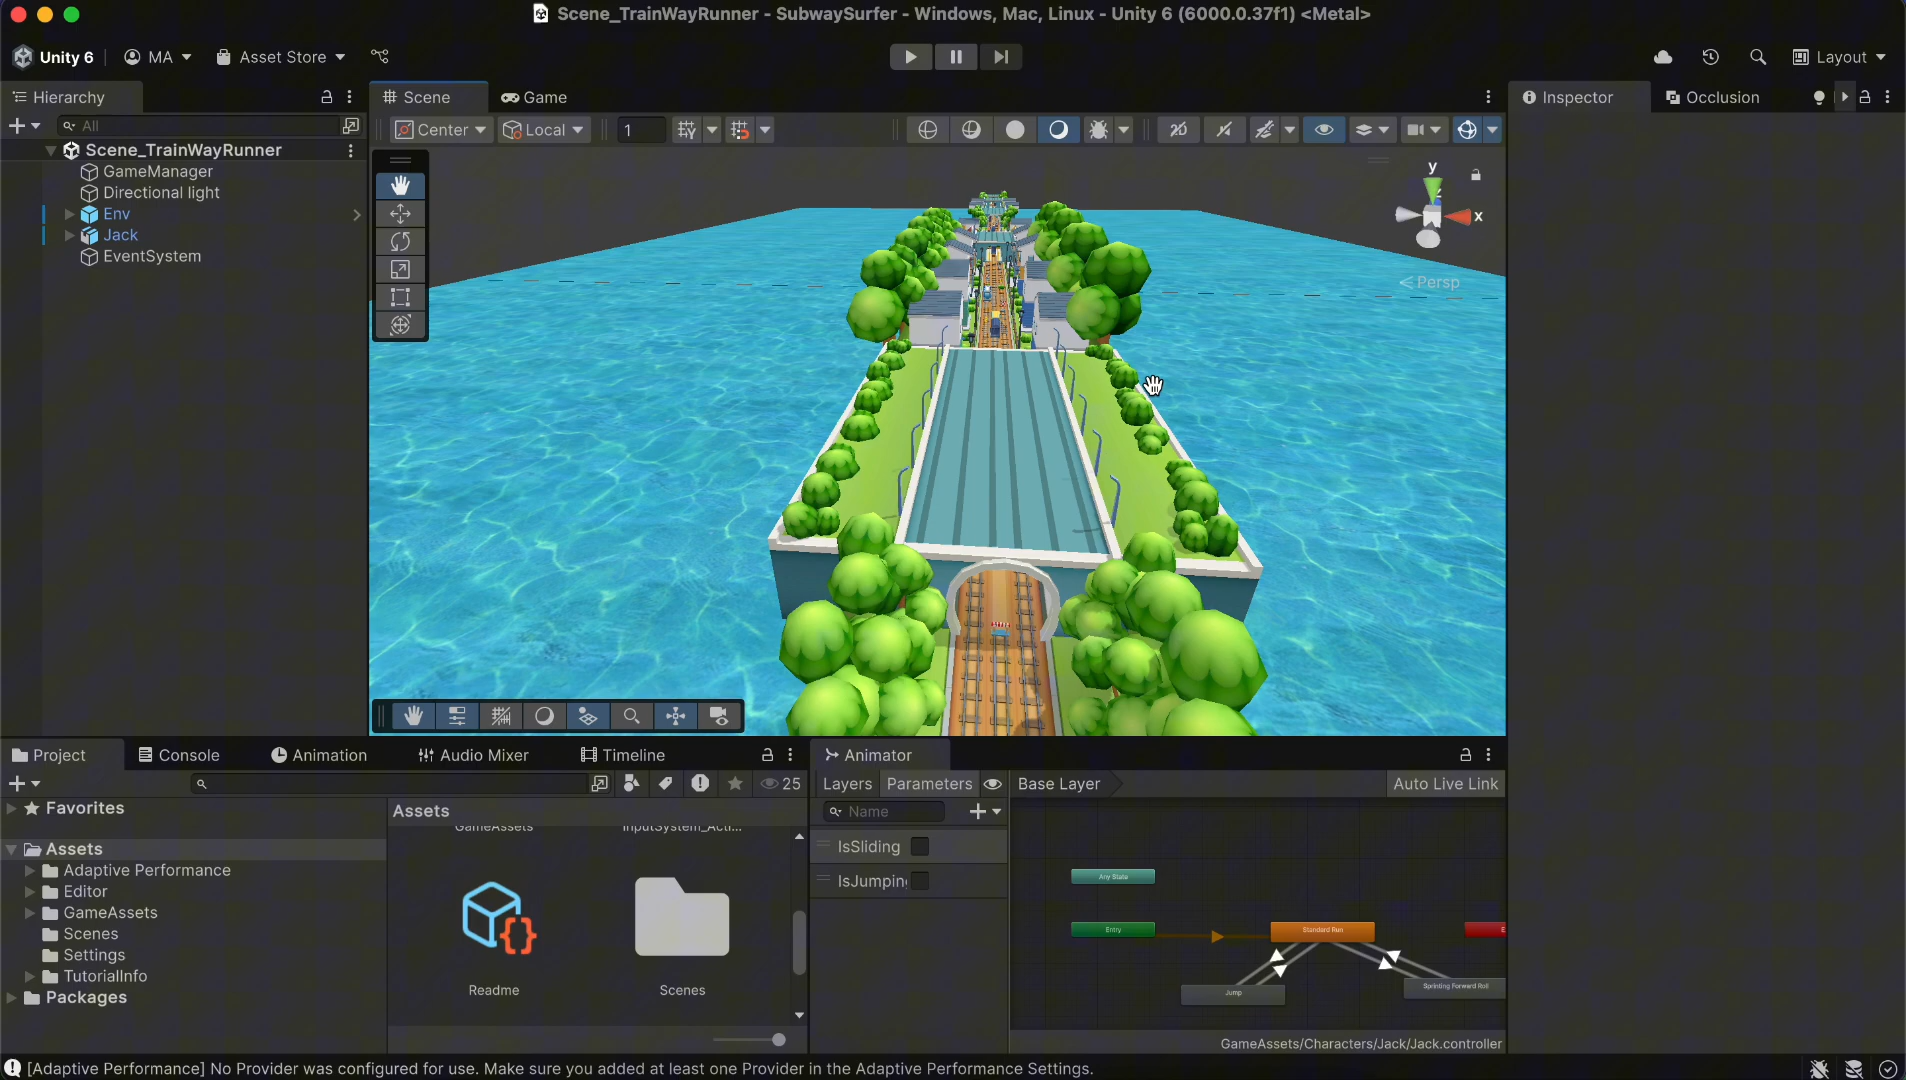 Scene_TrainWayRunner - SubwaySurfer - Windows, Mac, Linux - Unity 6 (6000.0.37f1) <Metal>
Unity 6
MA
Asset Store
Layout
Hierarchy
Scene
Game
Inspector
Occlusion
All
Center
Local
1
2D
Scene_TrainWayRunner
GameManager
Directional light
Env
Jack
EventSystem
y
x
< Persp
Project
Console
Animation
Audio Mixer
Timeline
Animator
25
Layers
Parameters
Base Layer
Auto Live Link
Favorites
Assets
Name
GameAssets
InputSystem_Acti...
Assets
Adaptive Performance
Editor
GameAssets
Scenes
Settings
TutorialInfo
Packages
Readme
Scenes
IsSliding
IsJumping
Any State
Entry
Standard Run
E
Jump
Sprinting Forward Roll
GameAssets/Characters/Jack/Jack.controller
[Adaptive Performance] No Provider was configured for use. Make sure you added at least one Provider in the Adaptive Performance Settings.